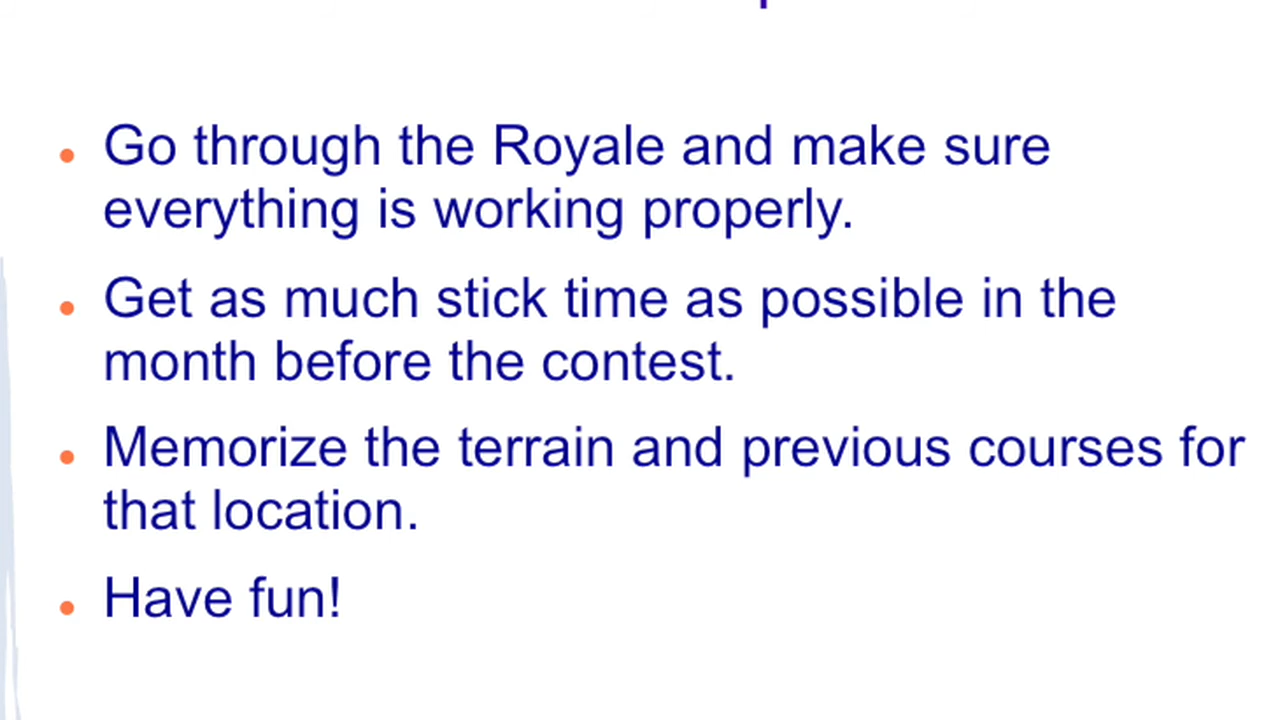 Go through the Royale and make sure
everything is working properly.
Get as much stick time as possible in the
month before the contest.
Memorize the terrain and previous courses for
that location.
Have fun!